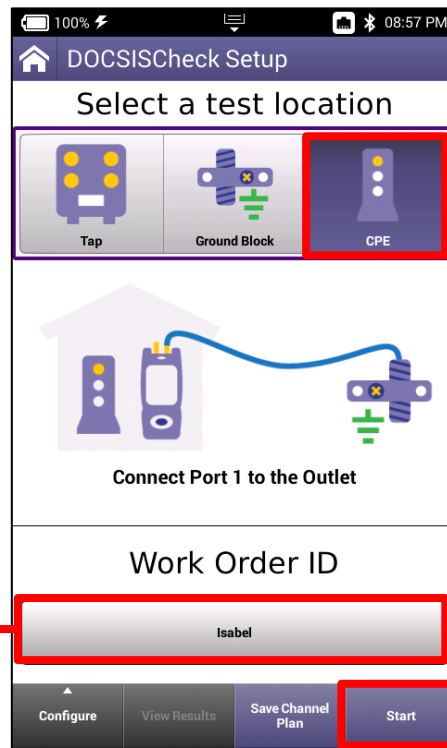 100%
08:57 PM
DOCSISCheck Setup
Select a test location
Tap
Ground Block
CPE
Connect Port 1 to the Outlet
Work Order ID
Isabel
Configure
View Results
Save Channel
Plan
Start